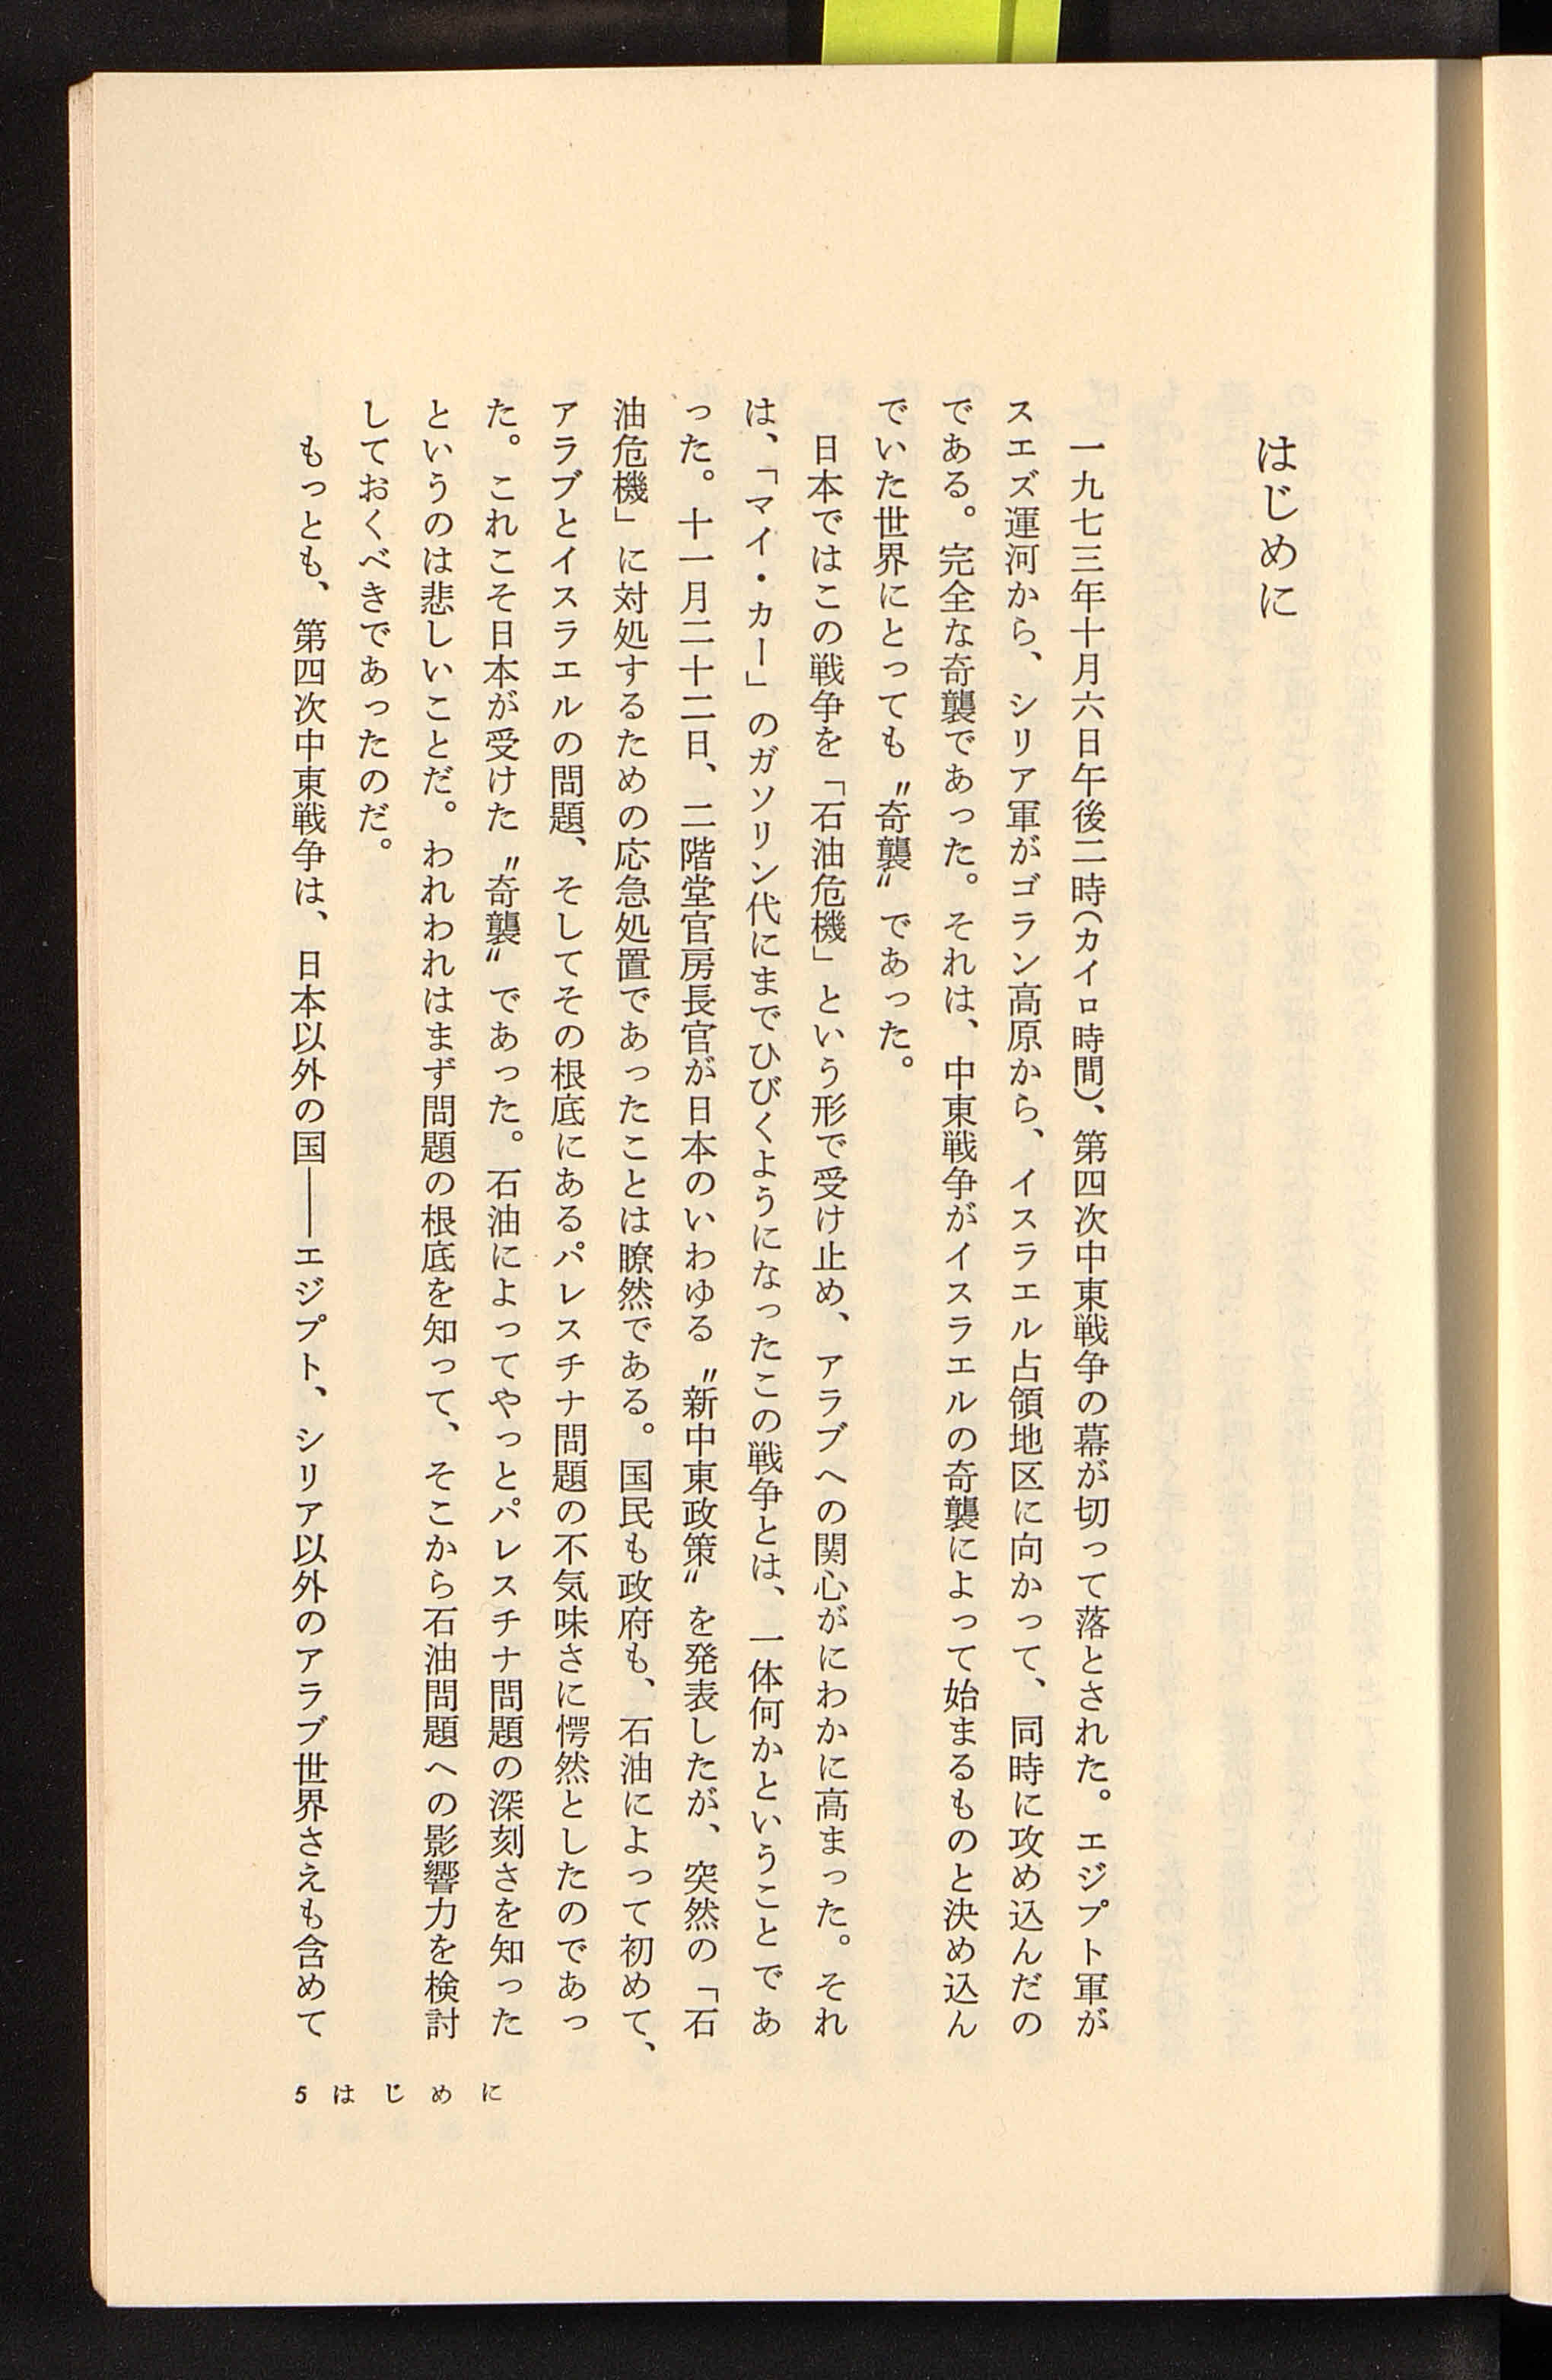 はじめに
一九七三年十月六日午後二時(カイロ時間)、第四次中東戦争の幕が切って落とされた。エジプト軍が
スエズ運河から、シリア軍がゴラン高原から、イスラエル占領地区に向かって、同時に攻め込んだの
である。完全な奇襲であった。それは、中東戦争がイスラエルの奇襲によって始まるものと決め込ん
でいた世界にとっても〝奇襲〟であった。
日本ではこの戦争を「石油危機」という形で受け止め、アラブへの関心がにわかに高まった。それ
は、「マイ・カー」のガソリン代にまでひびくようになったこの戦争とは、一体何かということであ
った。十一月二十二日、二階堂官房長官が日本のいわゆる〝新中東政策〟を発表したが、突然の「石
油危機」に対処するための応急処置であったことは瞭然である。国民も政府も、石油によって初めて、
アラブとイスラエルの問題、そしてその根底にあるパレスチナ問題の不気味さに愕然としたのであっ
た。これこそ日本が受けた〝奇襲〟であった。石油によってやっとパレスチナ問題の深刻さを知った
というのは悲しいことだ。われわれはまず問題の根底を知って、そこから石油問題への影響力を検討
しておくべきであったのだ。
もっとも、第四次中東戦争は、日本以外の国——エジプト、シリア以外のアラブ世界さえも含めて
5 はじめに